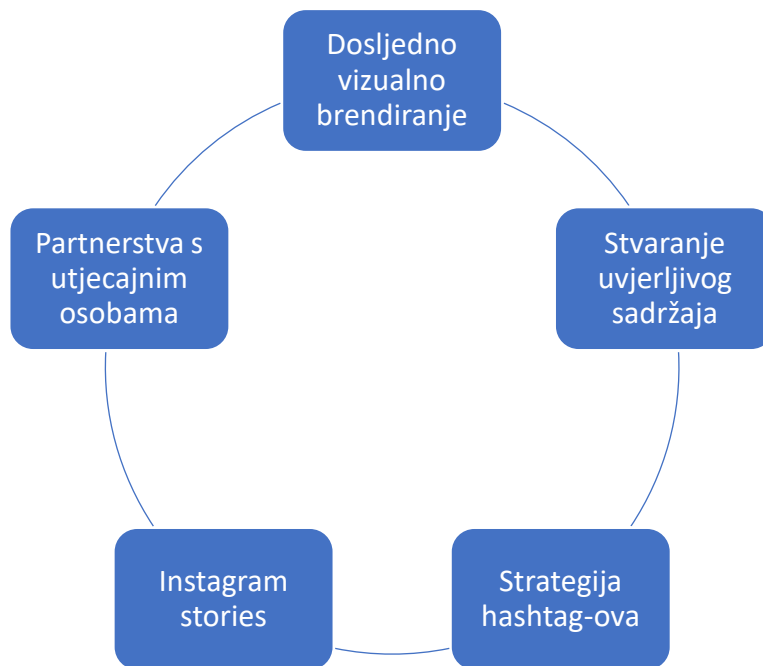 Dosljedno
vizualno
brendiranje
Stvaranje
uvjerljivog
sadržaja
Strategija
hashtag-ova
Instagram
stories
Partnerstva s
utjecajnim
osobama